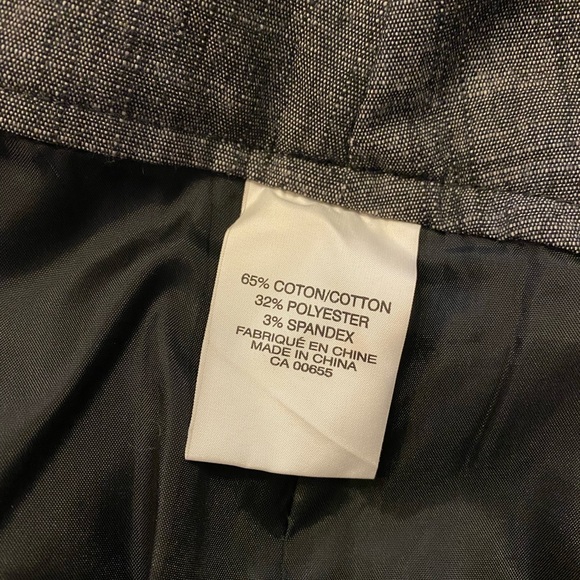 65% COTON/COTTON
32% POLYESTER
3% SPANDEX
FABRIQUÉ EN CHINE
MADE IN CHINA
CA 00655